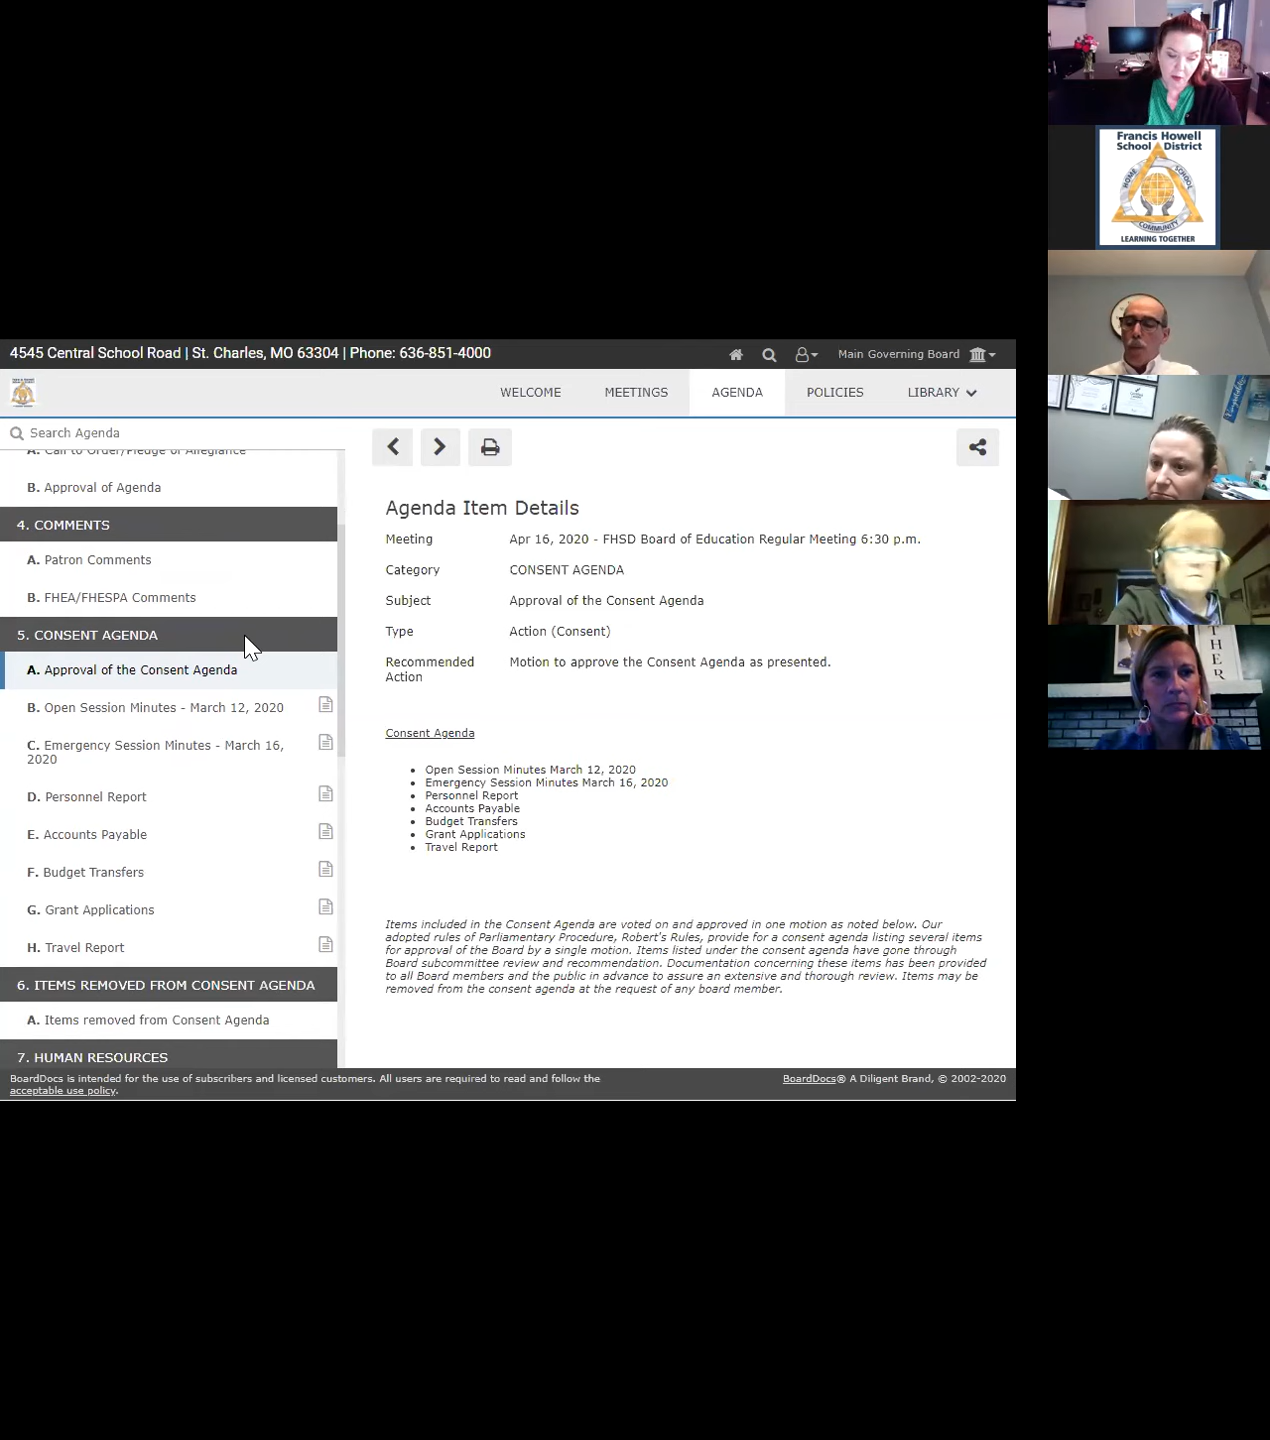 Francis Howell
School District
HOME
SCHOOL
COMMUNITY
LEARNING TOGETHER
4545 Central School Road | St. Charles, MO 63304 | Phone: 636-851-4000
Main Governing Board
WELCOME
MEETINGS
AGENDA
POLICIES
LIBRARY
Search Agenda
A. Call to Order/Pledge of Allegiance
B. Approval of Agenda
4. COMMENTS
A. Patron Comments
B. FHEA/FHESPA Comments
5. CONSENT AGENDA
A. Approval of the Consent Agenda
B. Open Session Minutes - March 12, 2020
C. Emergency Session Minutes - March 16,
2020
D. Personnel Report
E. Accounts Payable
F. Budget Transfers
G. Grant Applications
H. Travel Report
6. ITEMS REMOVED FROM CONSENT AGENDA
A. Items removed from Consent Agenda
7. HUMAN RESOURCES
Agenda Item Details
Meeting Apr 16, 2020 - FHSD Board of Education Regular Meeting 6:30 p.m.
Category CONSENT AGENDA
Subject Approval of the Consent Agenda
Type Action (Consent)
Recommended Motion to approve the Consent Agenda as presented.
Action
Consent Agenda
• Open Session Minutes March 12, 2020
• Emergency Session Minutes March 16, 2020
• Personnel Report
• Accounts Payable
• Budget Transfers
• Grant Applications
• Travel Report
Items included in the Consent Agenda are voted on and approved in one motion as noted below. Our
adopted rules of Parliamentary Procedure, Robert's Rules, provide for a consent agenda listing several items
for approval of the Board by a single motion. Items listed under the consent agenda have gone through
Board subcommittee review and recommendation. Documentation concerning these items has been provided
to all Board members and the public in advance to assure an extensive and thorough review. Items may be
removed from the consent agenda at the request of any board member.
BoardDocs is intended for the use of subscribers and licensed customers. All users are required to read and follow the
acceptable use policy.
BoardDocs® A Diligent Brand, © 2002-2020
THER